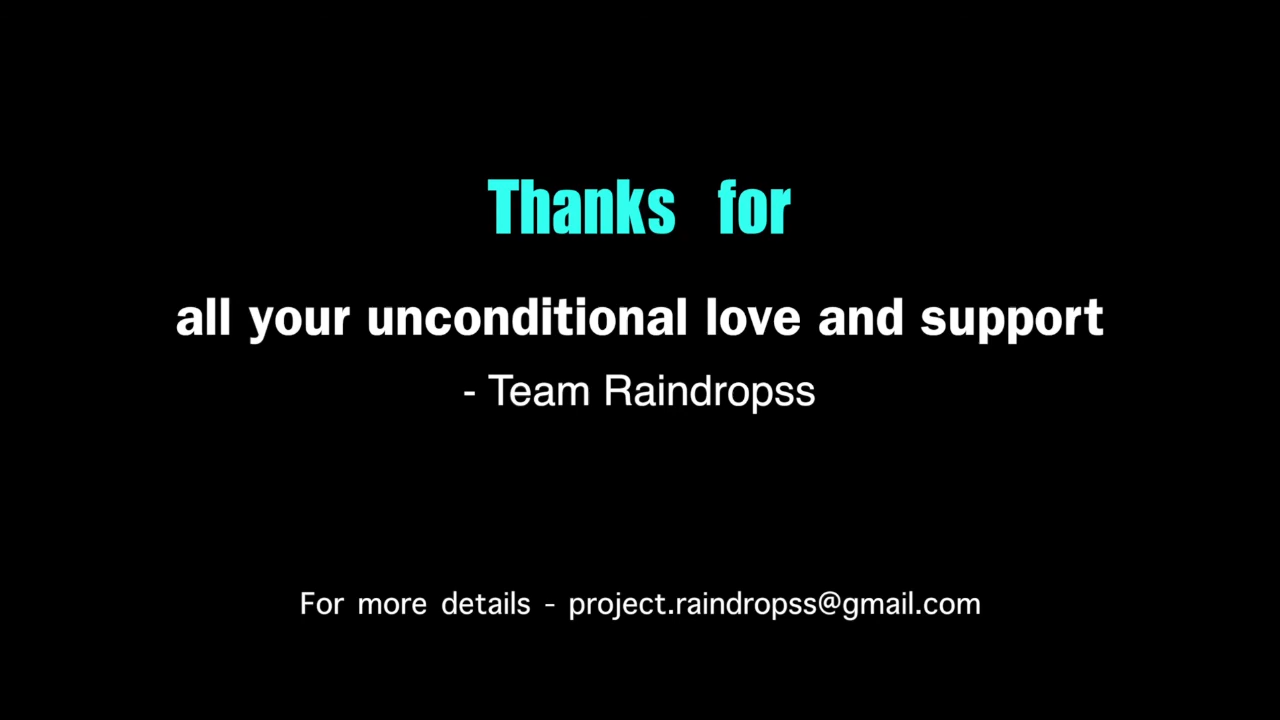 Thanks for
all your unconditional love and support
- Team Raindropss
For more details - project.raindropss@gmail.com